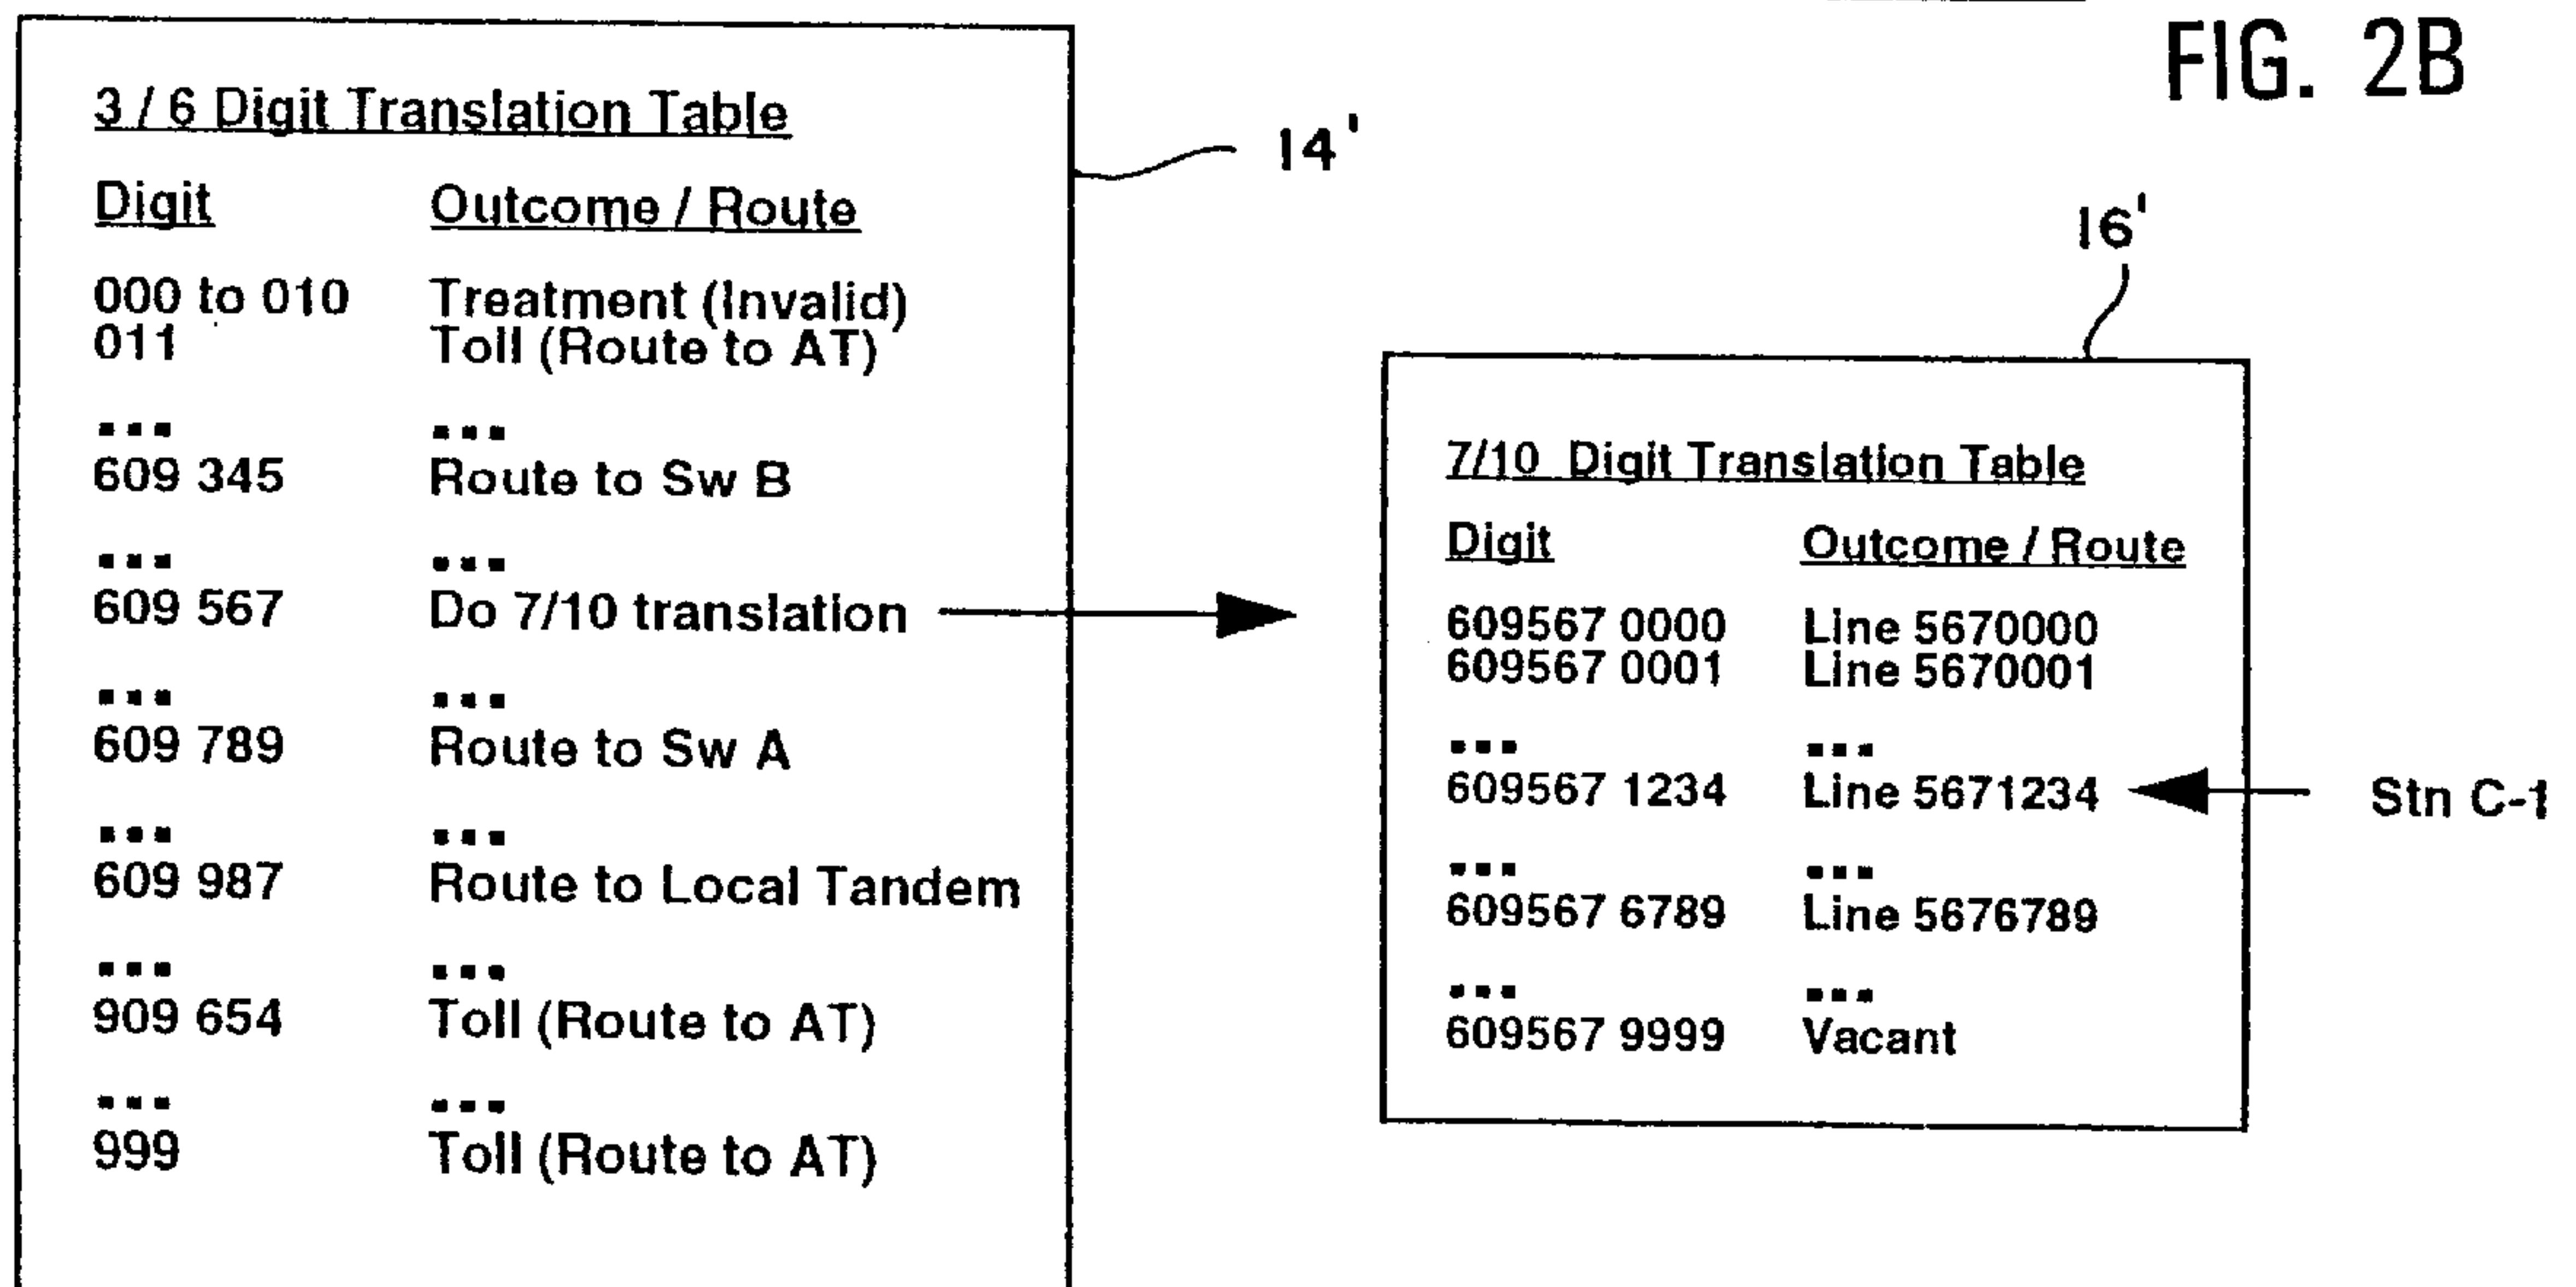 FIG. 2B
3 / 6 Digit Translation Table
Digit Outcome / Route
000 to 010 Treatment (Invalid)
011 Toll (Route to AT)
... ...
609 345 Route to Sw B
... ...
609 567 Do 7/10 translation
... ...
609 789 Route to Sw A
... ...
609 987 Route to Local Tandem
... ...
909 654 Toll (Route to AT)
... ...
999 Toll (Route to AT)
14'
16'
7/10 Digit Translation Table
Digit Outcome / Route
609567 0000 Line 5670000
609567 0001 Line 5670001
... ...
609567 1234 Line 5671234
... ...
609567 6789 Line 5676789
... ...
609567 9999 Vacant
Stn C-1